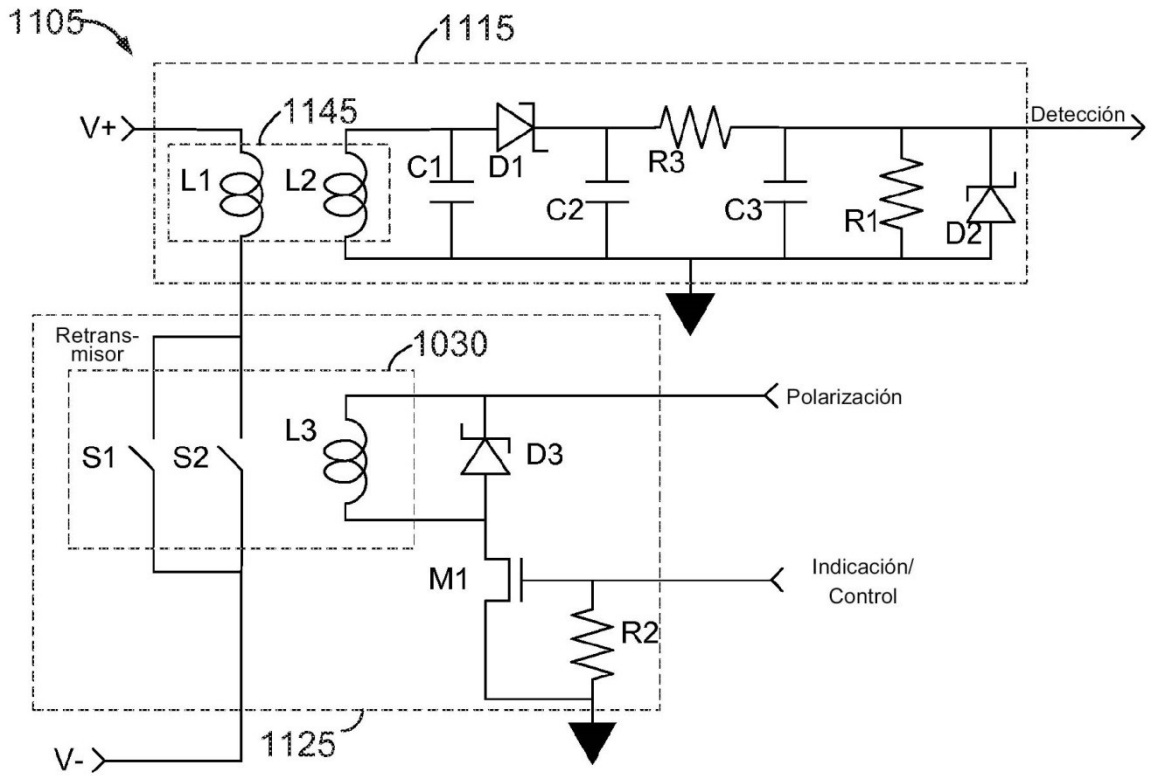 1105
1115
V+
1145
L1
L2
C1
D1
C2
R3
C3
R1
D2
Detección
Retrans-
misor
1030
S1
S2
L3
D3
Polarización
M1
R2
Indicación/
Control
1125
V-